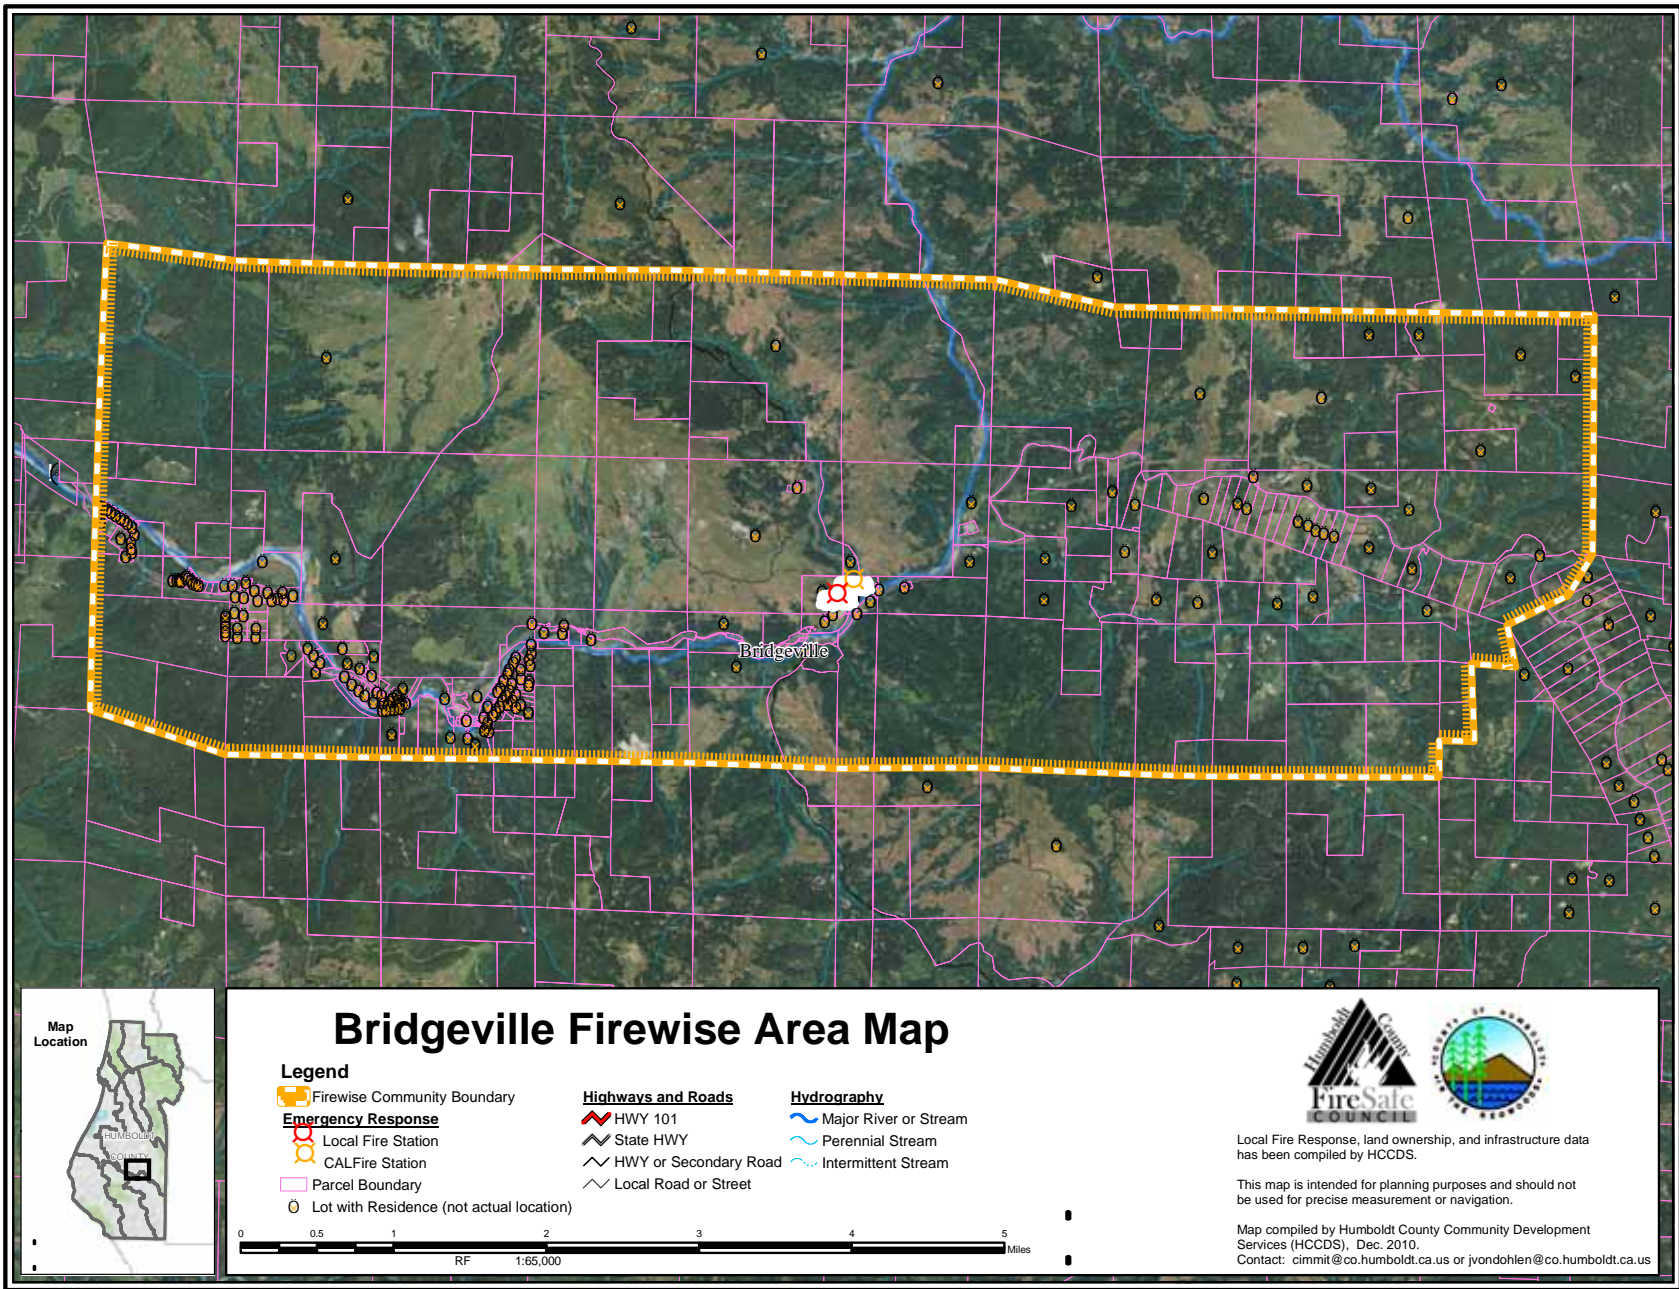 Bridgeville
Map
Location
HUMBOLDT
COUNTY
Bridgeville Firewise Area Map
Legend
Firewise Community Boundary
Emergency Response
Local Fire Station
CALFire Station
Parcel Boundary
Lot with Residence (not actual location)
Highways and Roads
HWY 101
State HWY
HWY or Secondary Road
Local Road or Street
Hydrography
Major River or Stream
Perennial Stream
Intermittent Stream
0 0.5 1 2 3 4 5
Miles
RF 1:65,000
Humboldt County
FireSafe
COUNCIL
COUNTY OF HUMBOLDT
THE REDWOODS
Local Fire Response, land ownership, and infrastructure data
has been compiled by HCCDS.
This map is intended for planning purposes and should not
be used for precise measurement or navigation.
Map compiled by Humboldt County Community Development
Services (HCCDS), Dec. 2010.
Contact: cimmit@co.humboldt.ca.us or jvondohlen@co.humboldt.ca.us